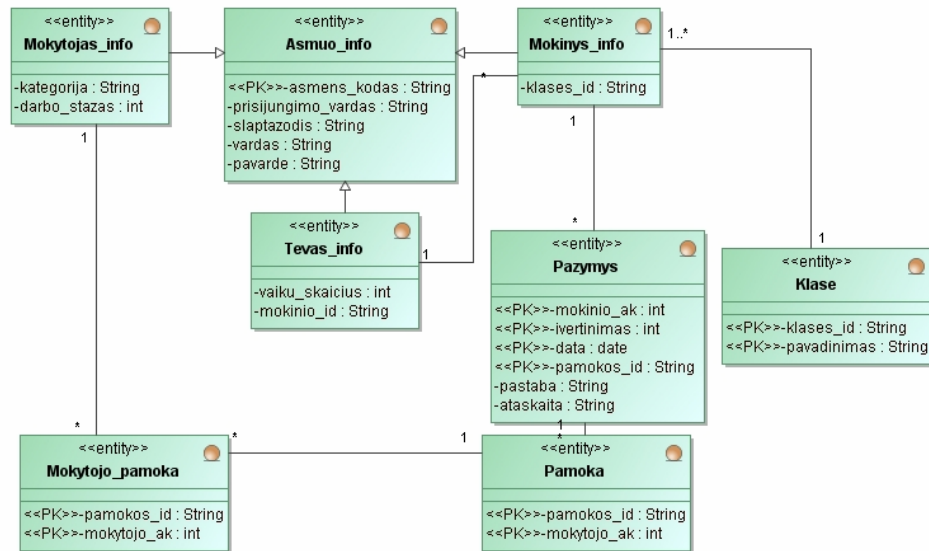 <<entity>>
Mokytojas_info
-kategorija : String
-darbo_stazas : int
<<entity>>
Asmuo_info
<<PK>>-asmens_kodas : String
-prisijungimo_vardas : String
-slaptazodis : String
-vardas : String
-pavarde : String
<<entity>>
Mokinys_info
-klases_id : String
1..*
*
1
1
<<entity>>
Tevas_info
-vaiku_skaicius : int
-mokinio_id : String
1
*
<<entity>>
Pazymys
<<PK>>-mokinio_ak : int
<<PK>>-ivertinimas : int
<<PK>>-data : date
<<PK>>-pamokos_id : String
-pastaba : String
-ataskaita : String
1
<<entity>>
Klase
<<PK>>-klases_id : String
<<PK>>-pavadinimas : String
*
<<entity>>
Mokytojo_pamoka
<<PK>>-pamokos_id : String
<<PK>>-mokytojo_ak : int
*
1
1
*
<<entity>>
Pamoka
<<PK>>-pamokos_id : String
<<PK>>-mokytojo_ak : int